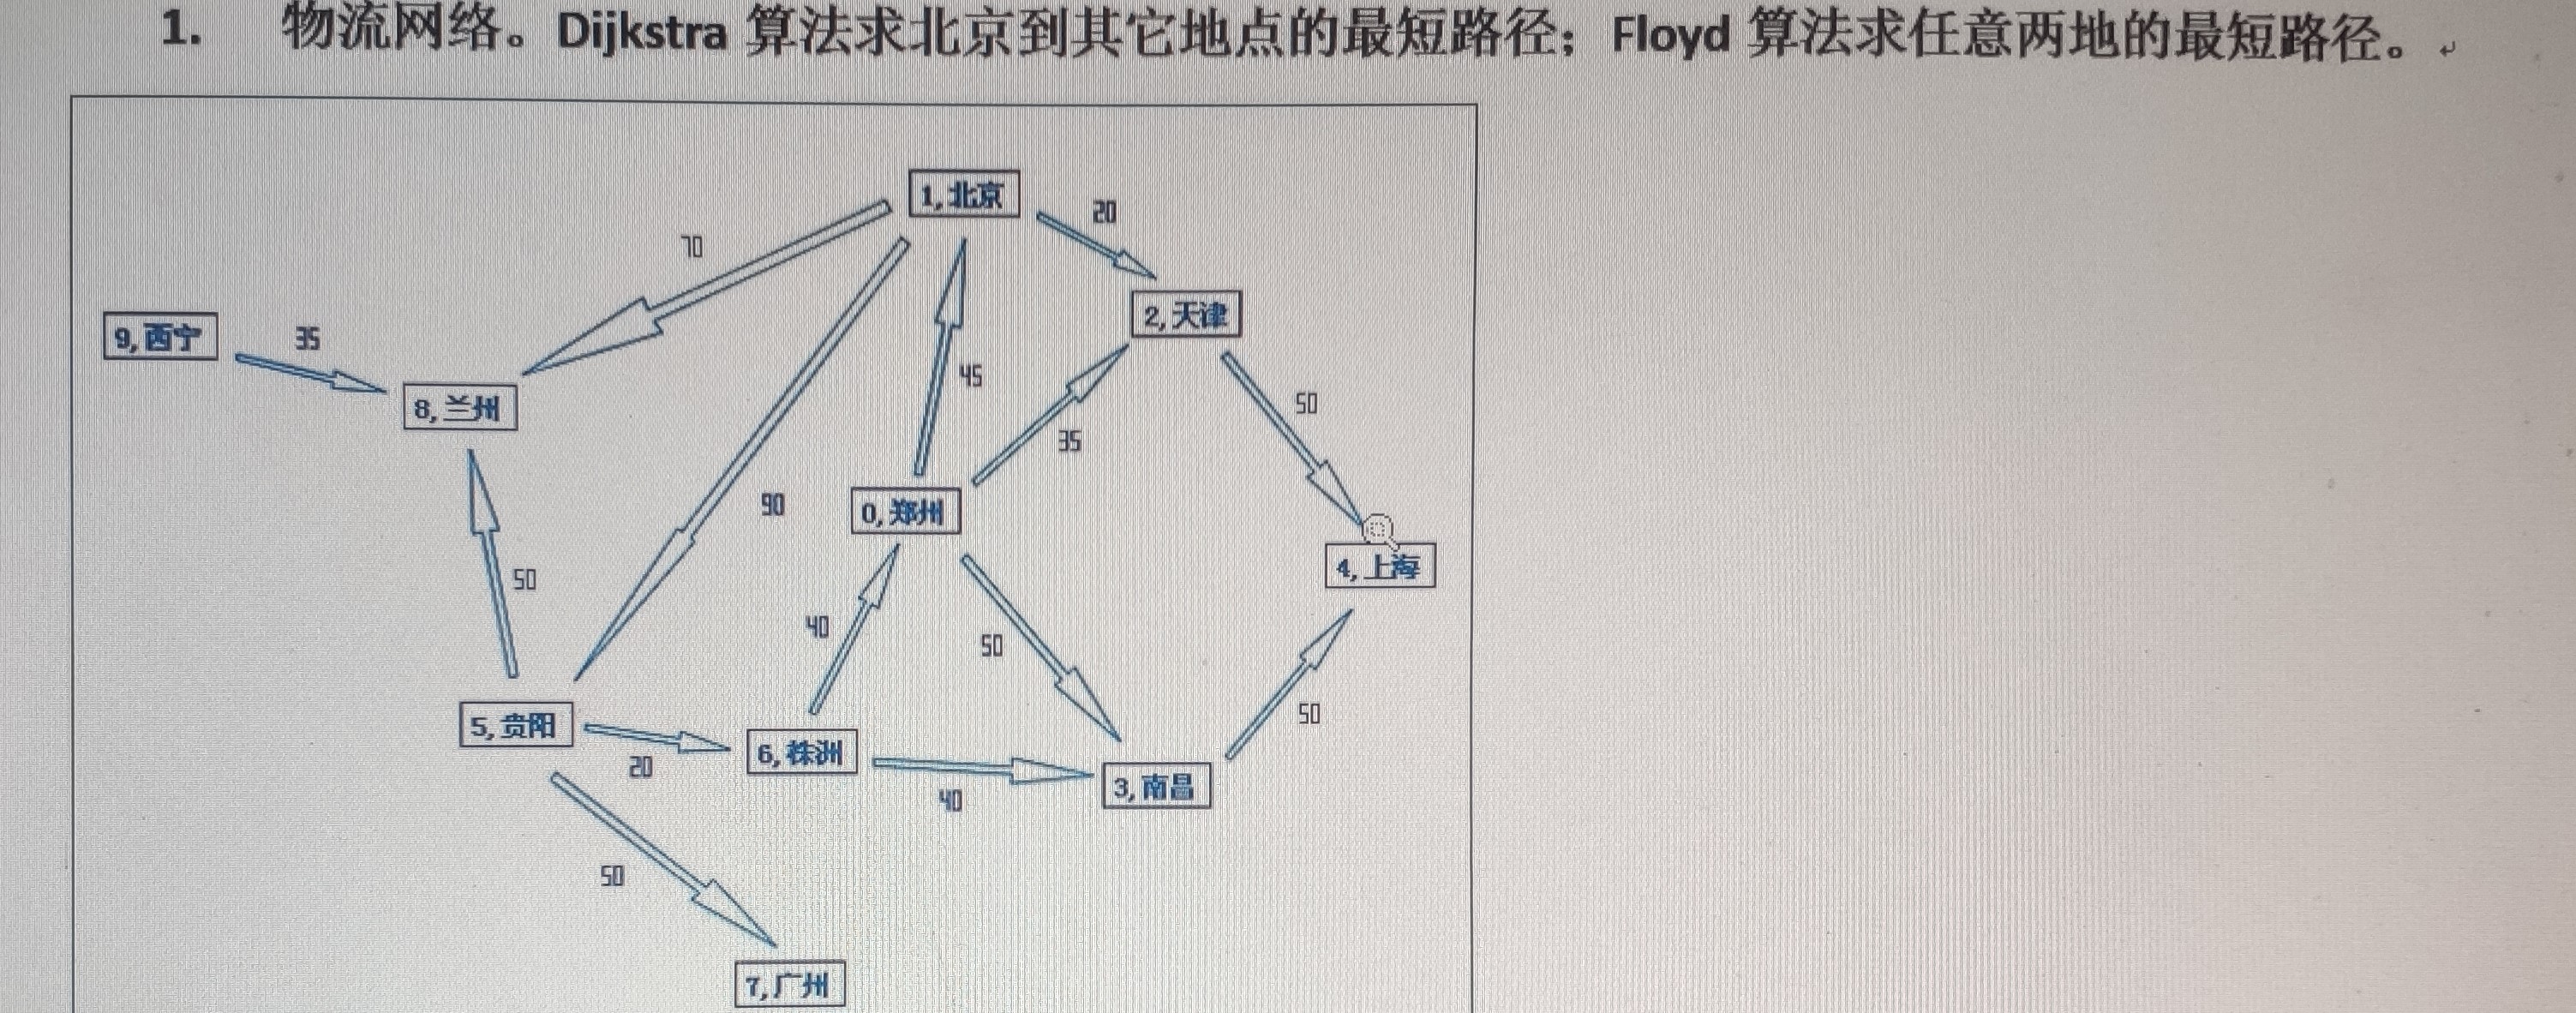 1. 物流网络。Dijkstra 算法求北京到其它地点的最短路径；Floyd 算法求任意两地的最短路径。
1, 北京
20
70
2, 天津
9, 西宁
35
45
8, 兰州
50
35
90
0, 郑州
4, 上海
50
40
50
50
5, 贵阳
6, 株洲
20
3, 南昌
40
50
7, 广州